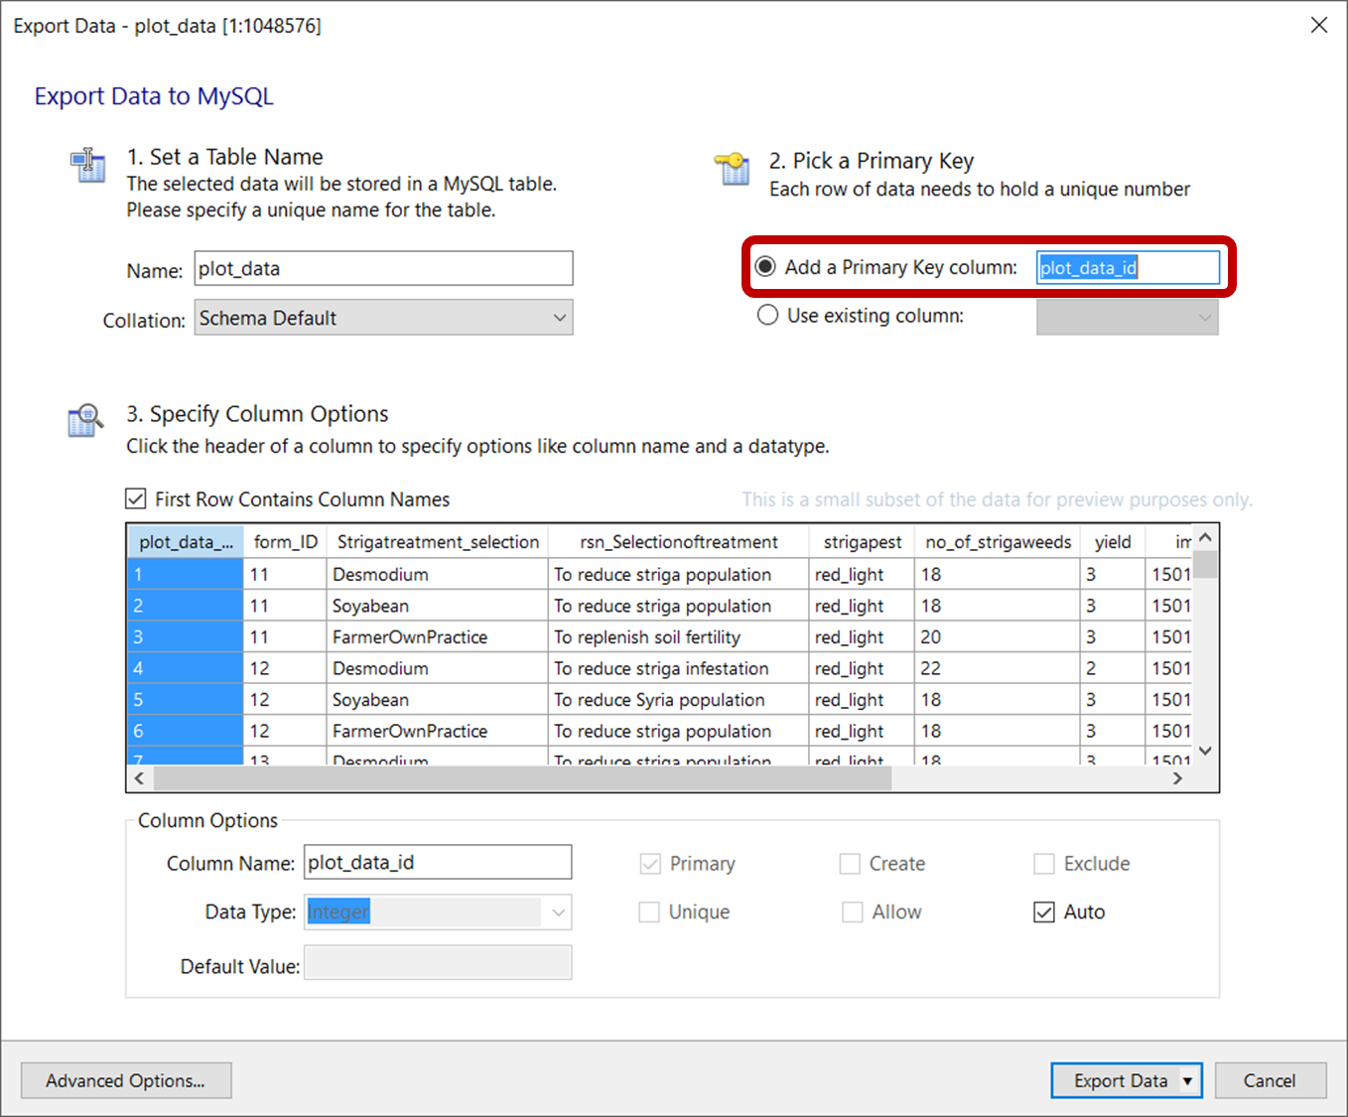 Export Data - plot_data [1:1048576]
Export Data to MySQL
1. Set a Table Name
The selected data will be stored in a MySQL table.
Please specify a unique name for the table.
Name: plot_data
Collation: Schema Default
2. Pick a Primary Key
Each row of data needs to hold a unique number
Add a Primary Key column: plot_data_id
Use existing column:
3. Specify Column Options
Click the header of a column to specify options like column name and a datatype.
First Row Contains Column Names
This is a small subset of the data for preview purposes only.
plot_data_... form_ID Strigatreatment_selection rsn_Selectionoftreatment strigapest no_of_strigaweeds yield im
1 11 Desmodium To reduce striga population red_light 18 3 1501
2 11 Soyabean To reduce striga population red_light 18 3 1501
3 11 FarmerOwnPractice To replenish soil fertility red_light 20 3 1501
4 12 Desmodium To reduce striga infestation red_light 22 2 1501
5 12 Soyabean To reduce Syria population red_light 18 3 1501
6 12 FarmerOwnPractice To reduce striga population red_light 18 3 1501
7 13 Desmodium To reduce striga population red_light 18 3 1501
Column Options
Column Name: plot_data_id
Primary
Create
Exclude
Data Type: Integer
Unique
Allow
Auto
Default Value:
Advanced Options...
Export Data
Cancel